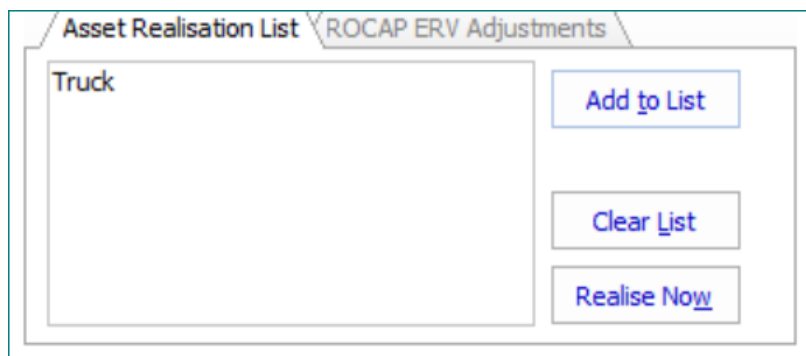 Asset Realisation List
ROCAP ERV Adjustments
Truck
Add to List
Clear List
Realise Now